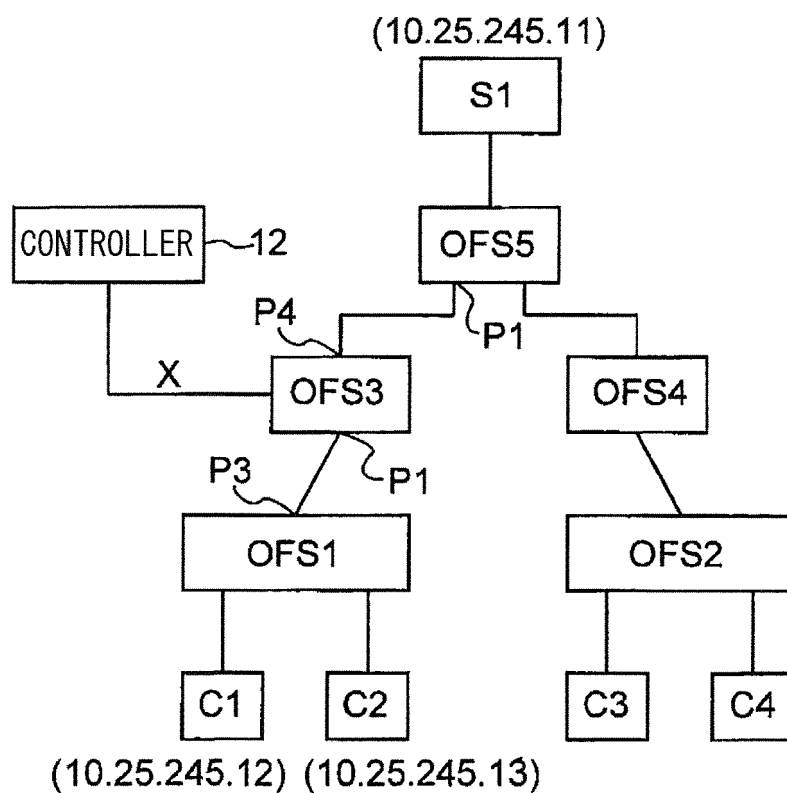 (10.25.245.11)
S1
CONTROLLER
12
OFS5
P4
P1
X
OFS3
OFS4
P3
P1
OFS1
OFS2
C1
C2
C3
C4
(10.25.245.12)
(10.25.245.13)